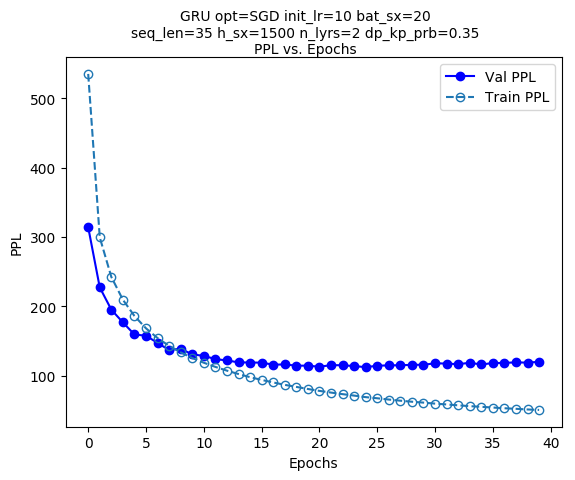 GRU opt=SGD init_lr=10 bat_sx=20
seq_len=35 h_sx=1500 n_lyrs=2 dp_kp_prb=0.35
PPL vs. Epochs
Val PPL
Train PPL
500
400
300
200
100
PPL
0 5 10 15 20 25 30 35 40
Epochs